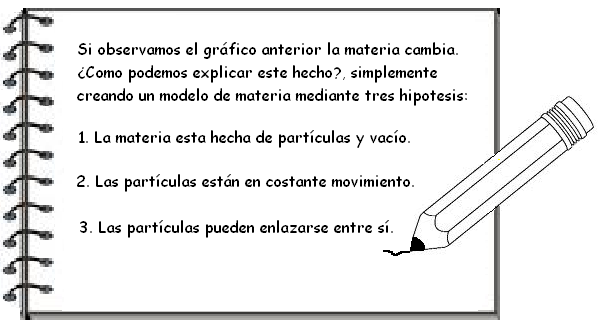 Si observamos el gráfico anterior la materia cambia.
¿Como podemos explicar este hecho?, simplemente
creando un modelo de materia mediante tres hipotesis:
1. La materia esta hecha de partículas y vacío.
2. Las partículas están en costante movimiento.
3. Las partículas pueden enlazarse entre sí.